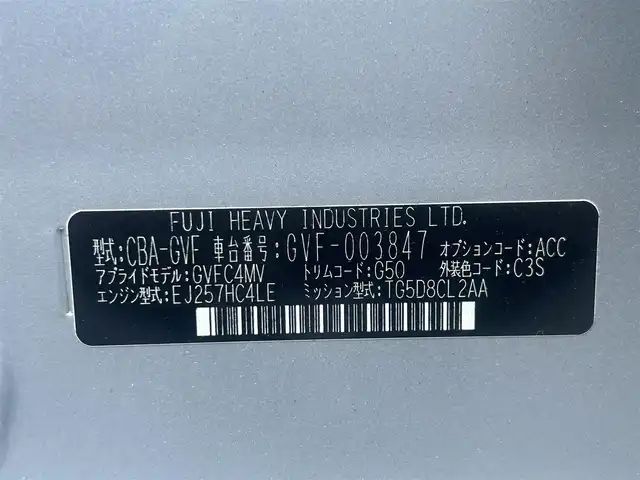 FUJI HEAVY INDUSTRIES LTD.
型式:CBA-GVF 車台番号:GVF-003847 オプションコード:ACC
アプライドモデル:GVFC4MV トリムコード:G50 外装色コード:C3S
エンジン型式:EJ257HC4LE ミッション型式:TG5D8CL2AA